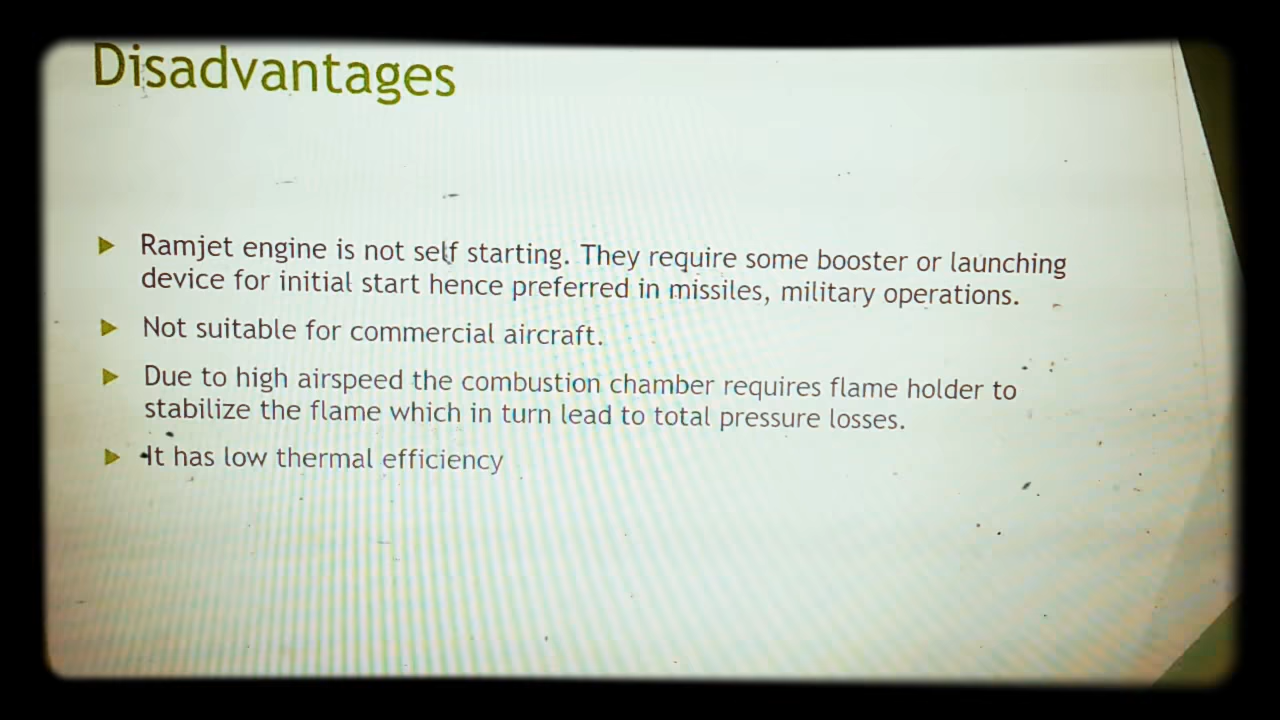 Disadvantages
Ramjet engine is not self starting. They require some booster or launching
device for initial start hence preferred in missiles, military operations.
Not suitable for commercial aircraft.
Due to high airspeed the combustion chamber requires flame holder to
stabilize the flame which in turn lead to total pressure losses.
It has low thermal efficiency